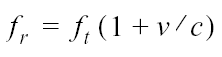 f_r = f_t (1 + v/c)